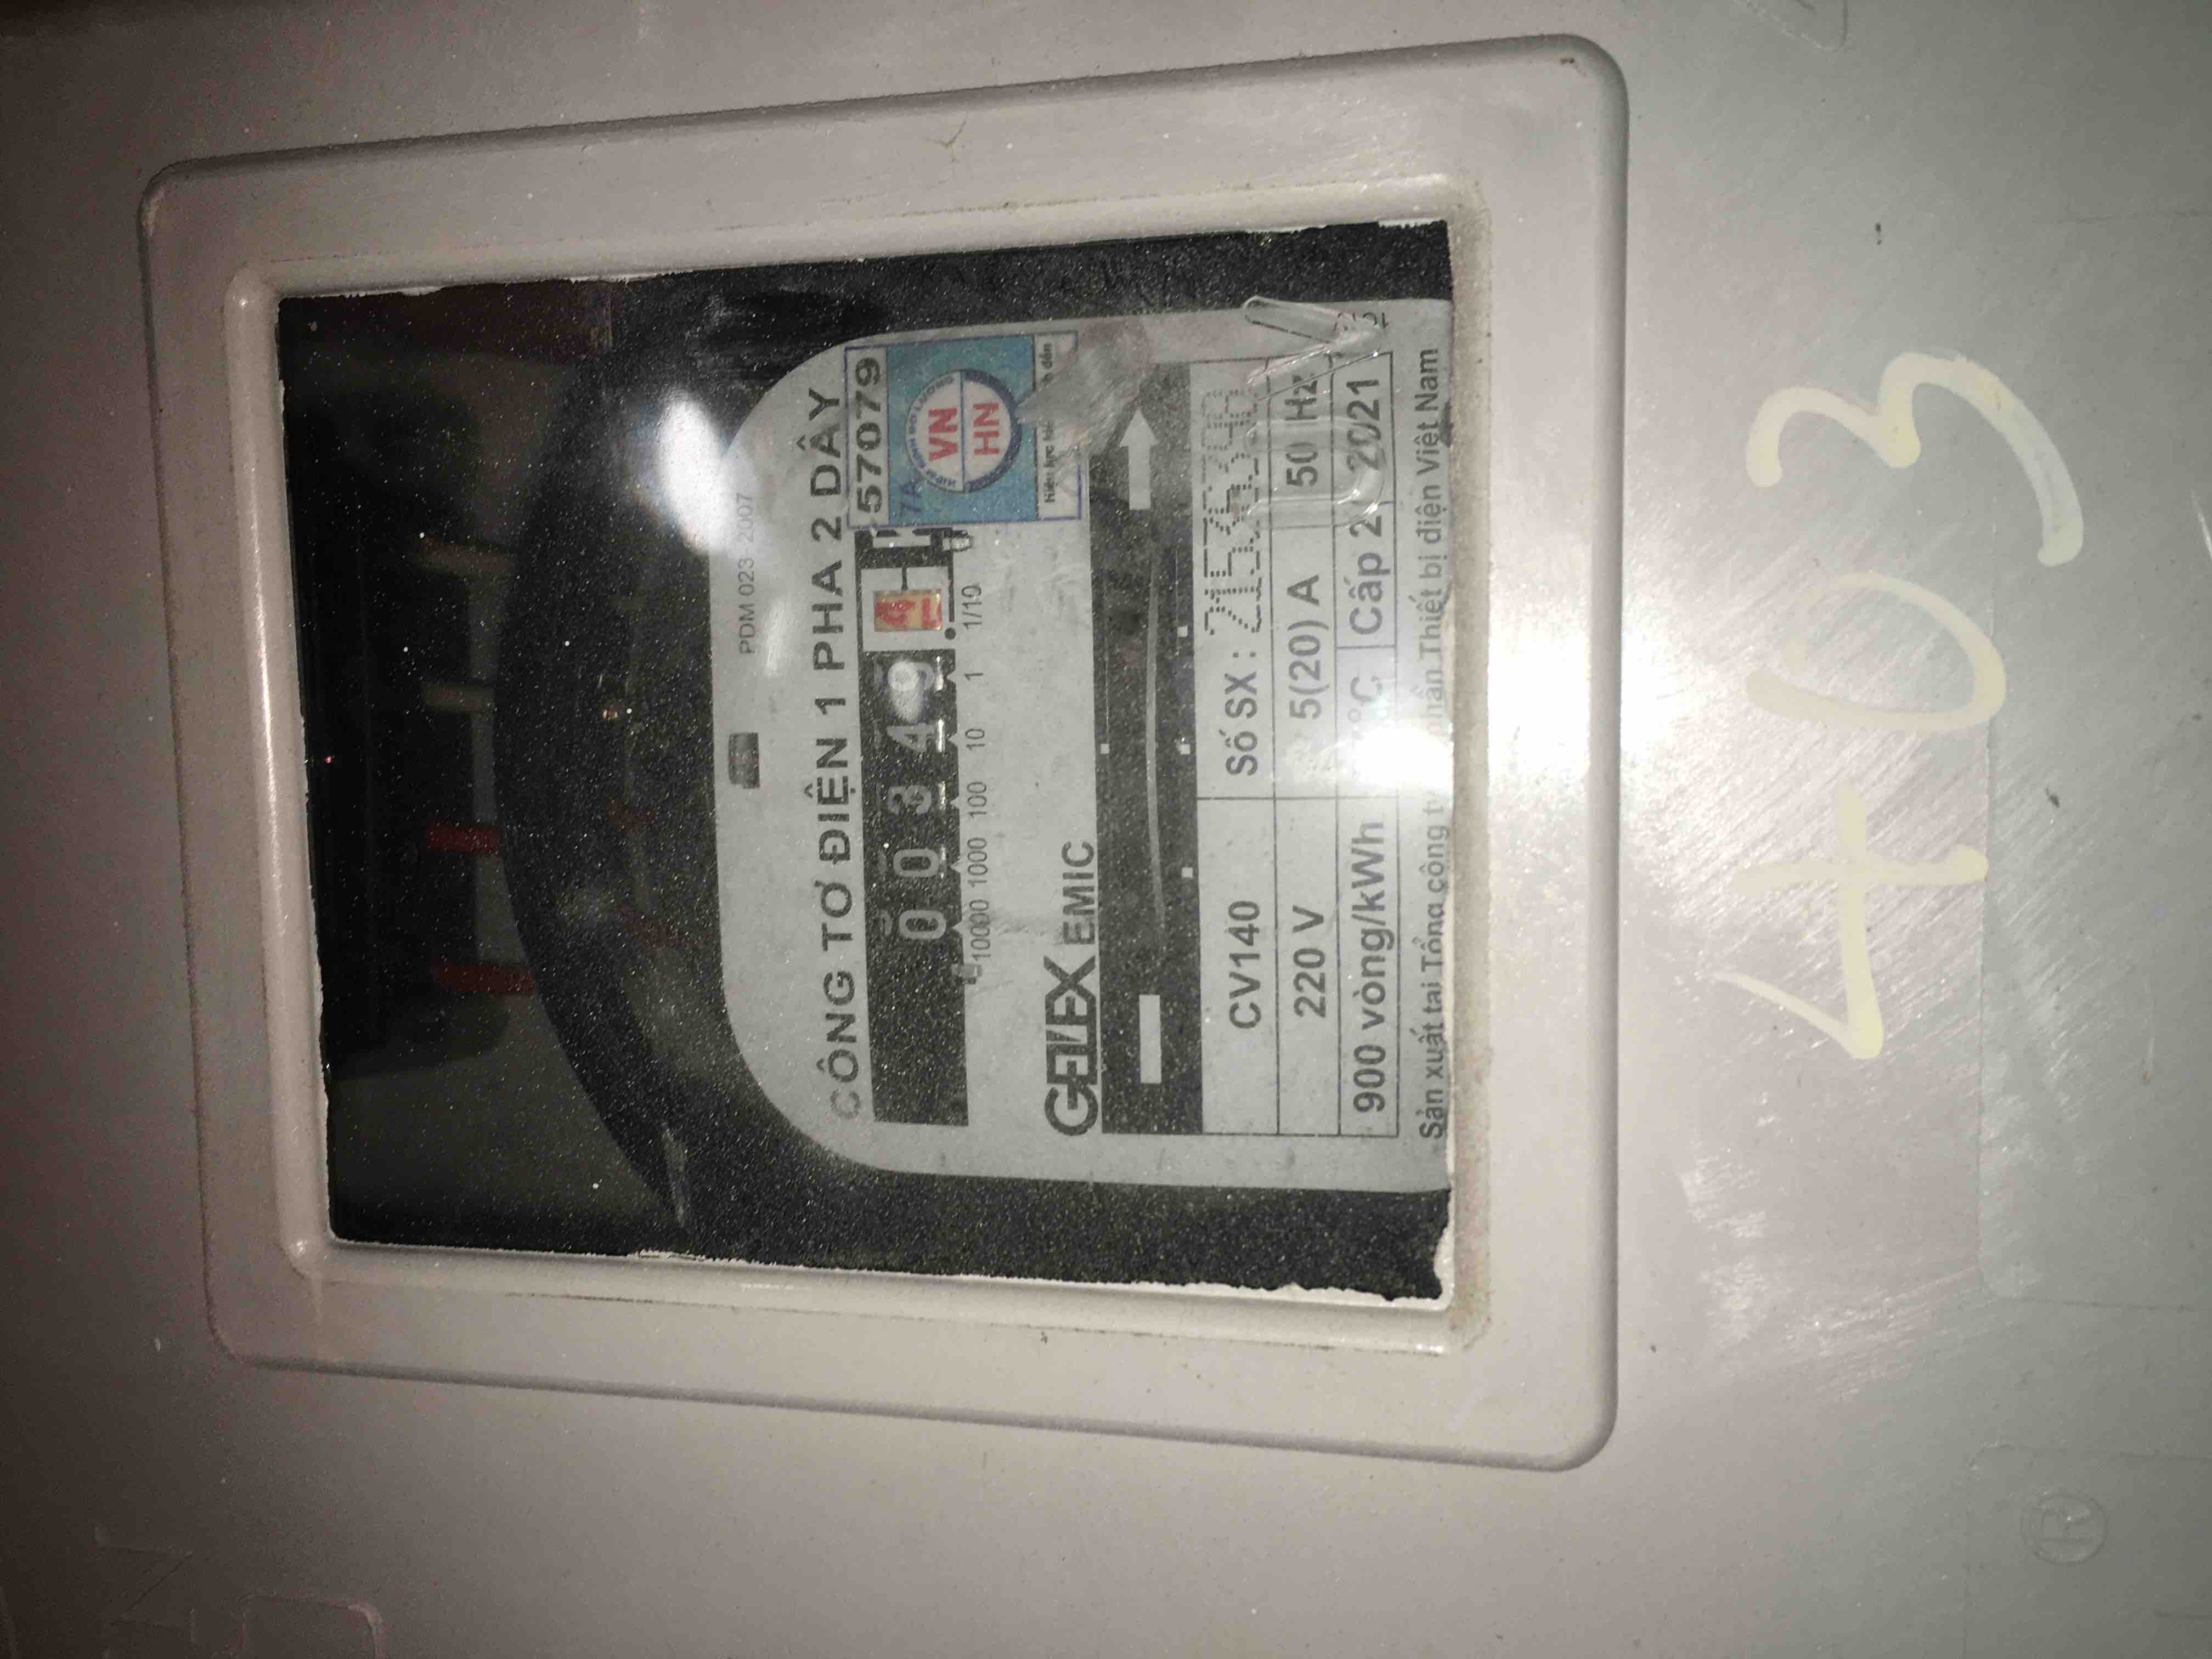 PDM 023 2007
CÔNG TƠ ĐIỆN 1 PHA 2 DÂY
57079
0 0 3 4
VN
HN
10000 1000 100 10 1 1/10
GELEX EMIC
CV140 Số SX :
220 V 5(20) A 50 Hz
900 vòng/kWh °C Cấp 2 2021
Sản xuất tại Tổng công ty phần Thiết bị điện Việt Nam
403